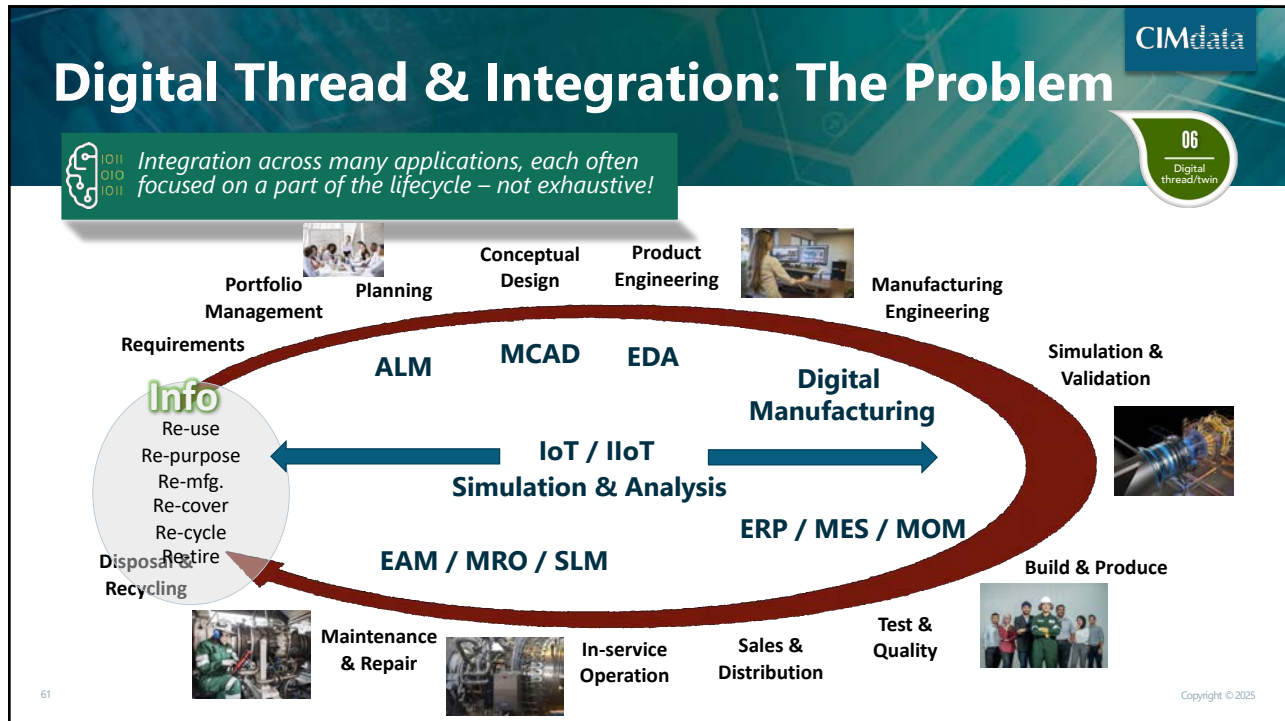 CIMdata
Digital Thread & Integration: The Problem
06
Digital
thread/twin
1011
010
1011
Integration across many applications, each often
focused on a part of the lifecycle – not exhaustive!
Requirements
Portfolio
Management
Planning
Conceptual
Design
Product
Engineering
Manufacturing
Engineering
Simulation &
Validation
ALM
MCAD
EDA
Digital
Manufacturing
Info
Re-use
Re-purpose
Re-mfg.
Re-cover
Re-cycle
Re-tire
Disposal &
Recycling
IoT / IIoT
Simulation & Analysis
ERP / MES / MOM
EAM / MRO / SLM
Build & Produce
Test &
Quality
Sales &
Distribution
In-service
Operation
Maintenance
& Repair
61
Copyright © 2025